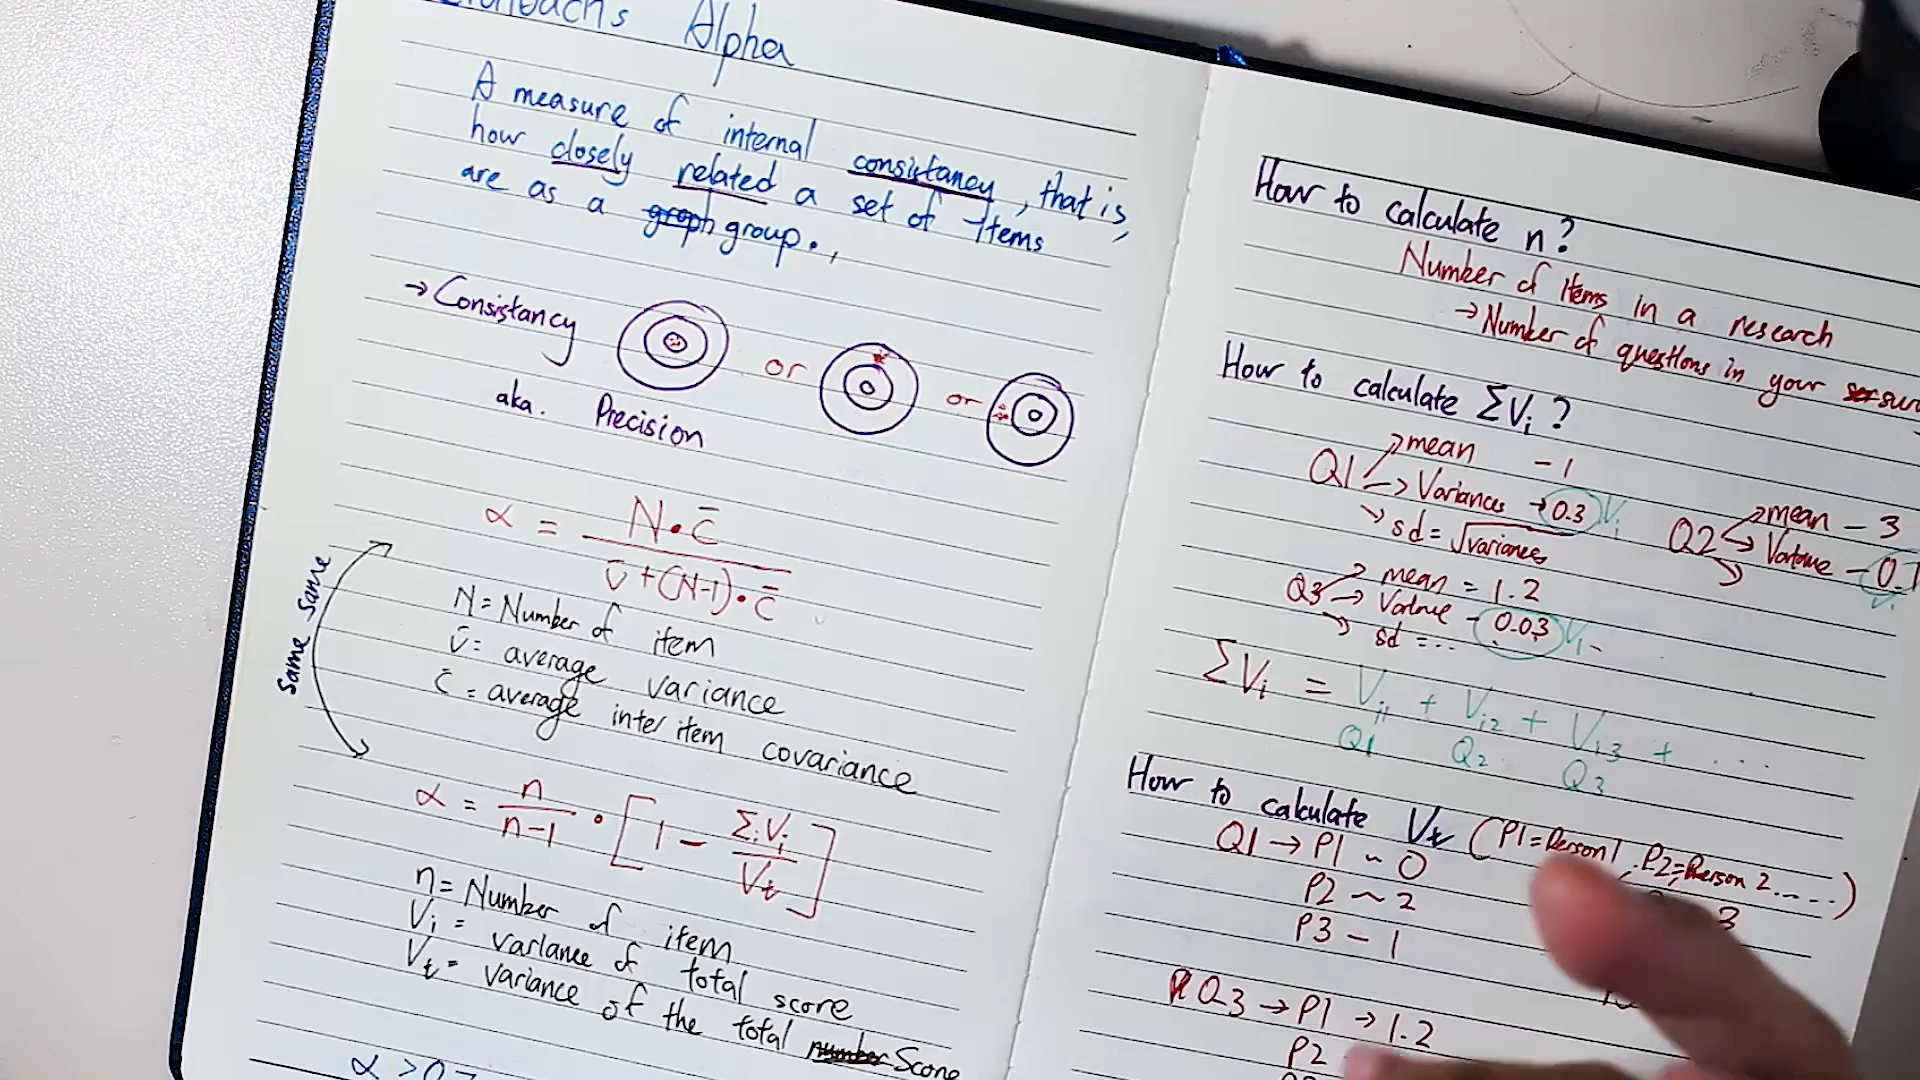 Alpha
A measure of internal consistancy, that is,
how closely related a set of Items
are as a group.,
→ Consistancy
or
or
aka. Precision
α = N • c̄ / v̄ + (N-1) • c̄
same same
N = Number of item
v̄ = average variance
c̄ = average inter item covariance
α = n / n-1 • [1 - ΣVi / Vt]
n = Number of item
Vi = variance of total score
Vt = variance of the total Score
α > 0.7
How to calculate n?
Number of items in a research
→ Number of questions in your
How to calculate ΣVi ?
Q1 → mean - 1
→ Variances → 0.3 Vi
→ sd = √variances
Q2 → mean - 3
→ Variance - 0.
Q3 → mean = 1.2
→ Variance - 0.03 Vi
→ sd = ...
ΣVi = Vi1 + Vi2 + Vi3 + ....
Q1 Q2 Q3
How to calculate Vt (P1 = Person 1, P2 = Person 2.....)
Q1 → P1 ~ 0
P2 ~ 2
3
P3 - 1
Q3 → P1 → 1.2
P2